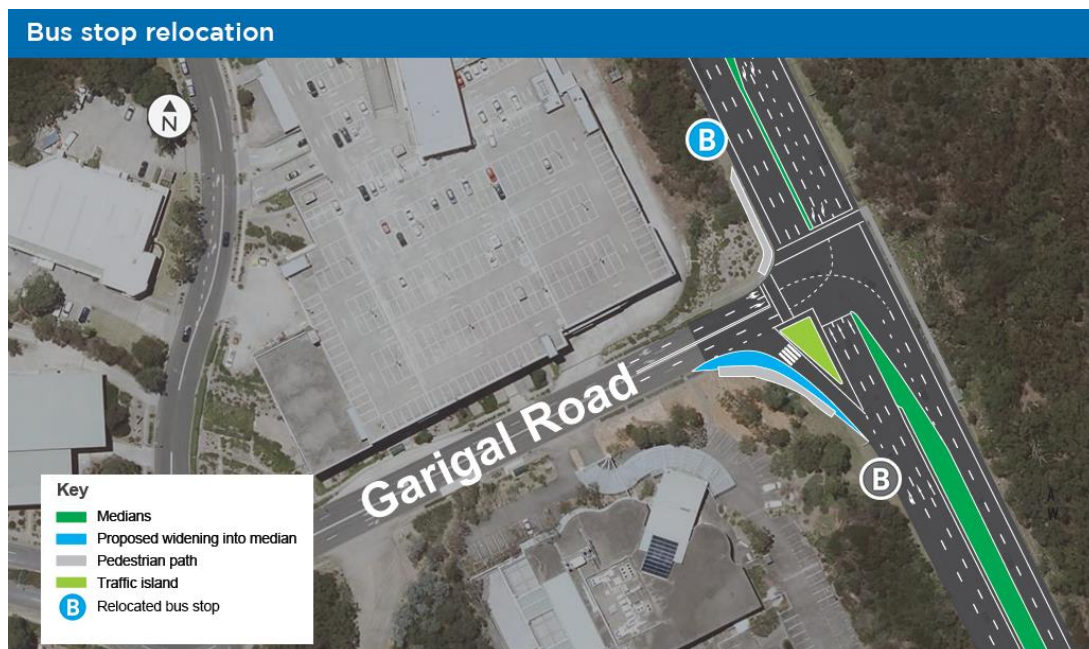 Bus stop relocation
N
B
Garigal Road
B
Key
Medians
Proposed widening into median
Pedestrian path
Traffic island
B Relocated bus stop